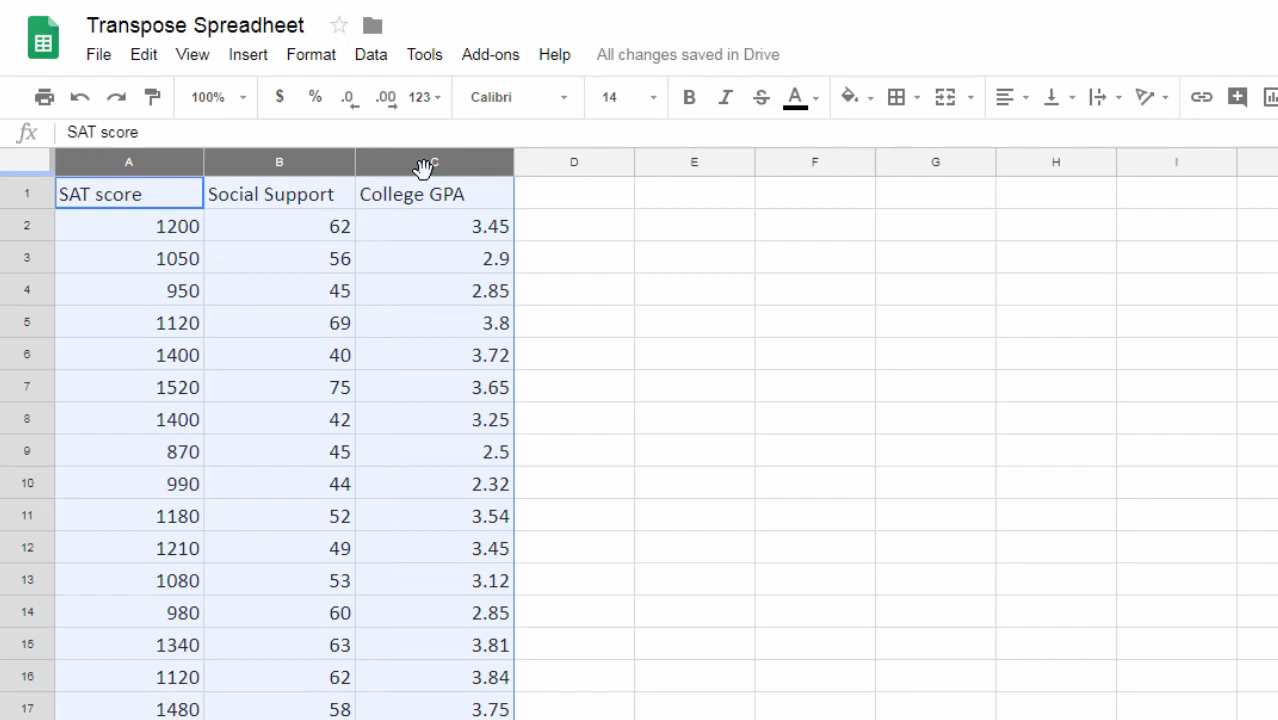 Transpose Spreadheet
File Edit View Insert Format Data Tools Add-ons Help All changes saved in Drive
100% $ % .0 .00 123 Calibri 14 B I S A
fx SAT score
A B C D E F G H I
1 SAT score Social Support College GPA
2 1200 62 3.45
3 1050 56 2.9
4 950 45 2.85
5 1120 69 3.8
6 1400 40 3.72
7 1520 75 3.65
8 1400 42 3.25
9 870 45 2.5
10 990 44 2.32
11 1180 52 3.54
12 1210 49 3.45
13 1080 53 3.12
14 980 60 2.85
15 1340 63 3.81
16 1120 62 3.84
17 1480 58 3.75